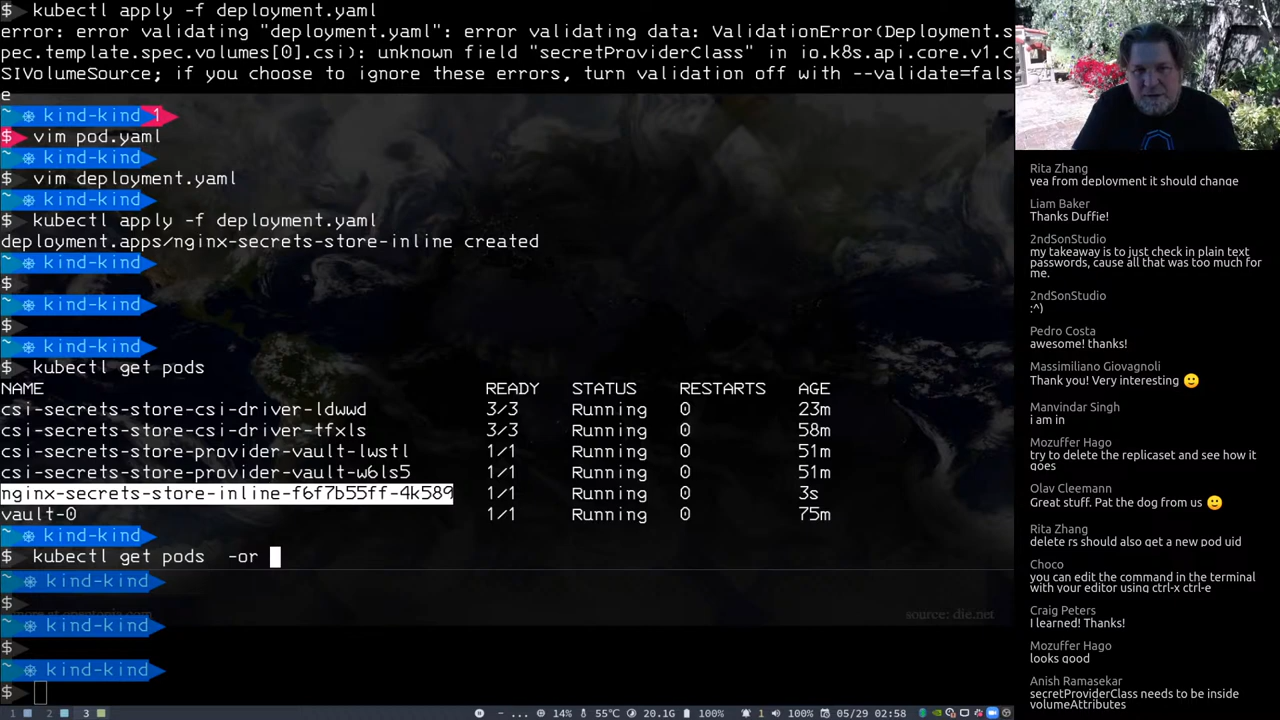 $ kubectl apply -f deployment.yaml
error: error validating "deployment.yaml": error validating data: ValidationError(Deployment.s
pec.template.spec.volumes[0].csi): unknown field "secretProviderClass" in io.k8s.api.core.v1.C
SIVolumeSource; if you choose to ignore these errors, turn validation off with --validate=fals
e
~ ⎈ kind-kind 1
$ vim pod.yaml
~ ⎈ kind-kind
$ vim deployment.yaml
~ ⎈ kind-kind
$ kubectl apply -f deployment.yaml
deployment.apps/nginx-secrets-store-inline created
~ ⎈ kind-kind
$
~ ⎈ kind-kind
$
~ ⎈ kind-kind
$ kubectl get pods
NAME READY STATUS RESTARTS AGE
csi-secrets-store-csi-driver-ldwwd 3/3 Running 0 23m
csi-secrets-store-csi-driver-tfxls 3/3 Running 0 58m
csi-secrets-store-provider-vault-lwstl 1/1 Running 0 51m
csi-secrets-store-provider-vault-w6ls5 1/1 Running 0 51m
nginx-secrets-store-inline-f6f7b55ff-4k589 1/1 Running 0 3s
vault-0 1/1 Running 0 75m
~ ⎈ kind-kind
$ kubectl get pods -or
~ ⎈ kind-kind
$
source: die.net
~ ⎈ kind-kind
$
~ ⎈ kind-kind
$
1 2 3 - ... 14% 55°C 20.1G 100% 1 100% 05/29 02:58
Rita Zhang
yea from deployment it should change
Liam Baker
Thanks Duffie!
2ndSonStudio
my takeaway is to just check in plain text
passwords, cause all that was too much for
me.
2ndSonStudio
:^)
Pedro Costa
awesome! thanks!
Massimiliano Giovagnoli
Thank you! Very interesting 🙂
Manvindar Singh
i am in
Mozuffer Hago
try to delete the replicaset and see how it
goes
Olav Cleemann
Great stuff. Pat the dog from us 🙂
Rita Zhang
delete rs should also get a new pod uid
Choco
you can edit the command in the terminal
with your editor using ctrl-x ctrl-e
Craig Peters
I learned! Thanks!
Mozuffer Hago
looks good
Anish Ramasekar
secretProviderClass needs to be inside
volumeAttributes